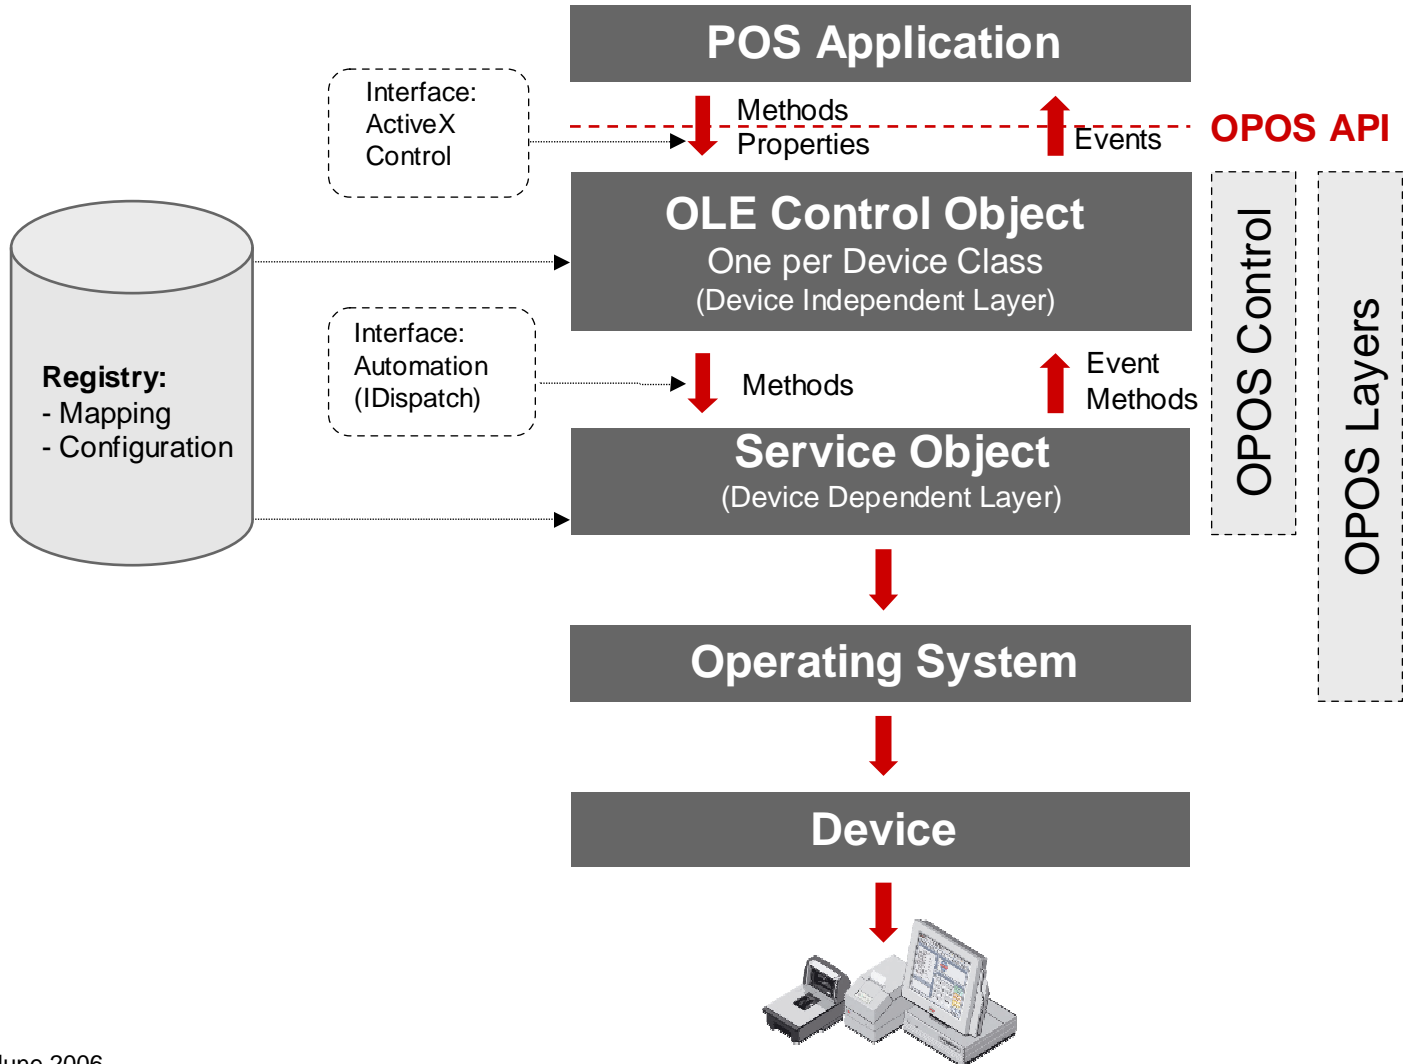 POS Application
Interface:
ActiveX
Control
Methods
Properties
Events
OPOS API
OLE Control Object
One per Device Class
(Device Independent Layer)
OPOS Control
OPOS Layers
Registry:
- Mapping
- Configuration
Interface:
Automation
(IDispatch)
Methods
Event
Methods
Service Object
(Device Dependent Layer)
Operating System
Device
June 2006